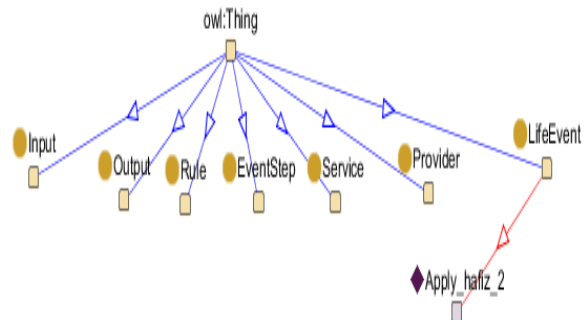 owl:Thing
Input
Output
Rule
EventStep
Service
Provider
LifeEvent
Apply_hafiz_2